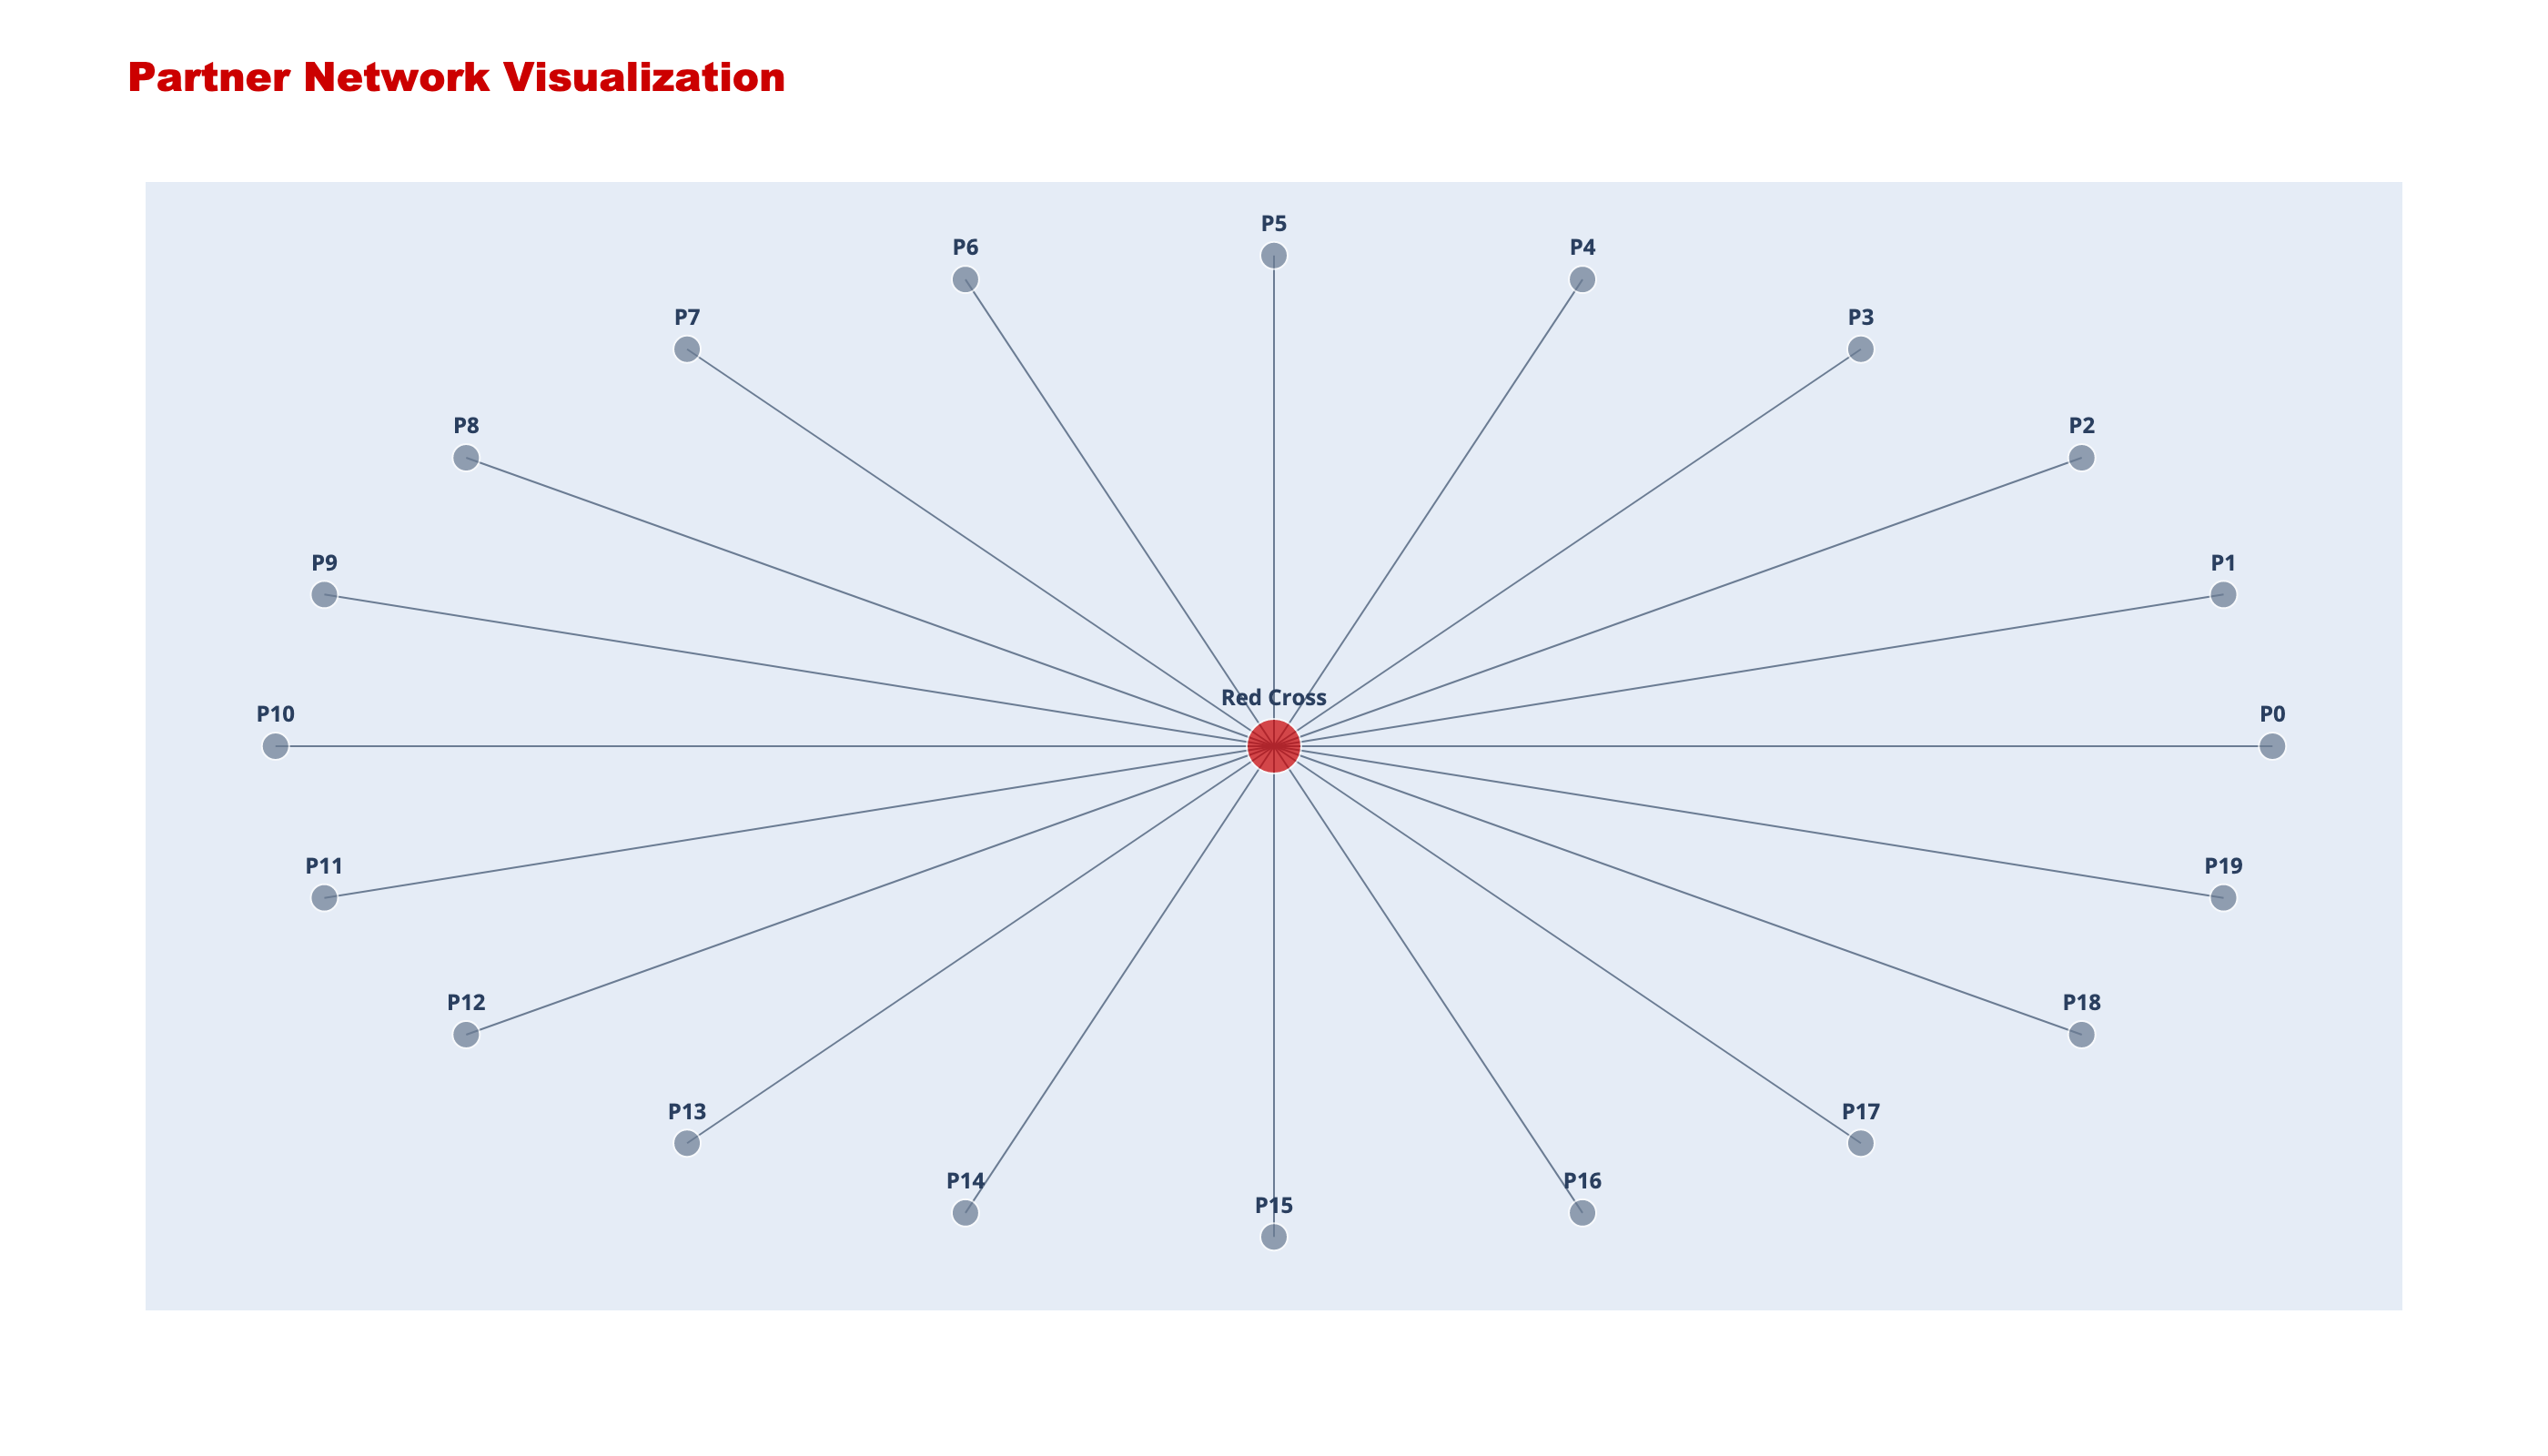 Partner Network Visualization
P5
P6
P4
P7
P3
P8
P2
P9
P1
Red Cross
P10
P0
P11
P19
P12
P18
P13
P17
P14
P16
P15